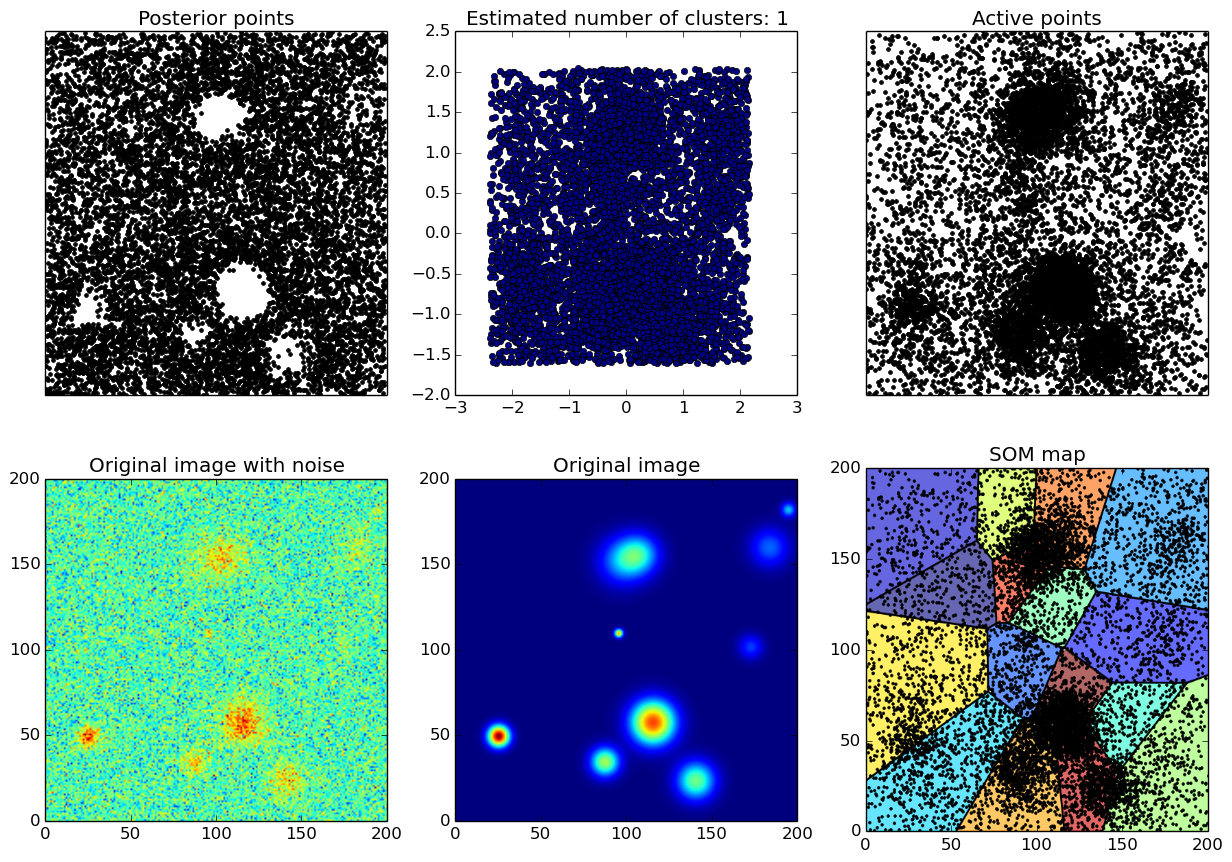 Posterior points
Estimated number of clusters: 1
Active points
2.5
2.0
1.5
1.0
0.5
0.0
−0.5
−1.0
−1.5
−2.0
−3 −2 −1 0 1 2 3
Original image with noise
Original image
SOM map
200
150
100
50
0
0 50 100 150 200
200
150
100
50
0
0 50 100 150 200
200
150
100
50
0
0 50 100 150 200